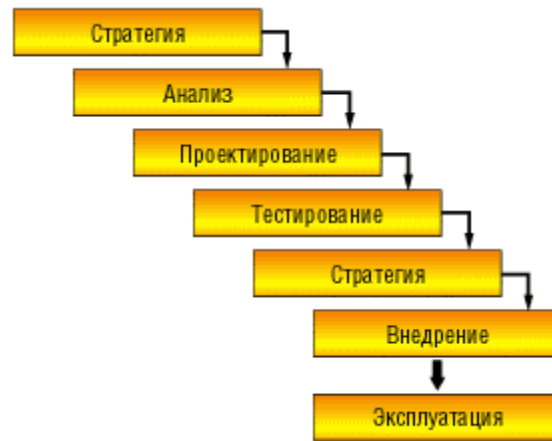 Стратегия
Анализ
Проектирование
Тестирование
Стратегия
Внедрение
Эксплуатация